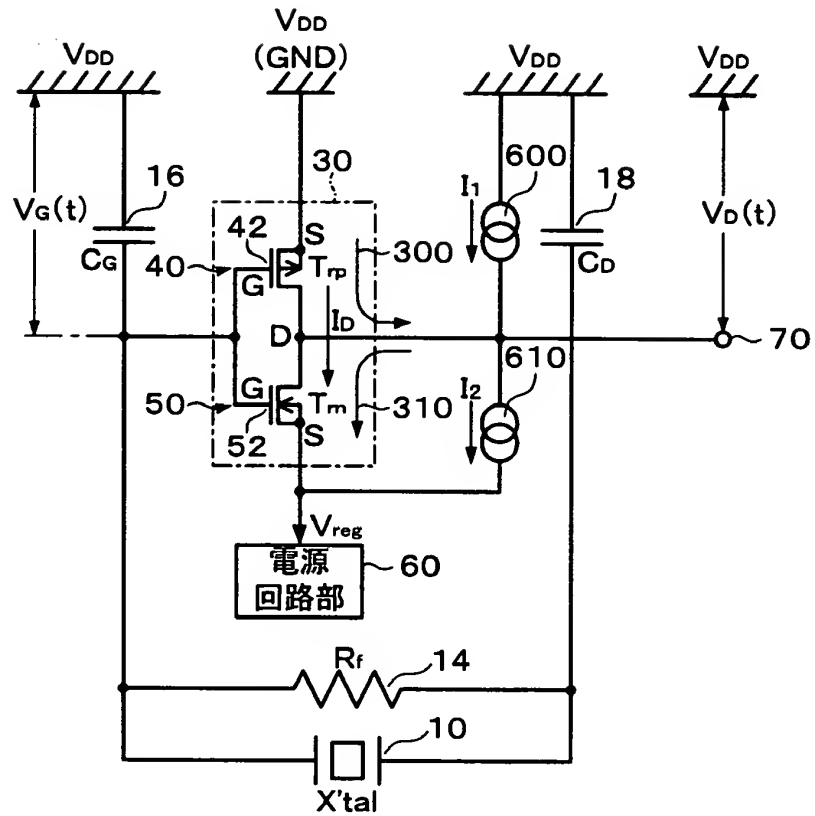 VDD
VDD
(GND)
VDD
VDD
30
600
16
I1
18
VG(t)
42
S
VD(t)
CG
Trp
300
CD
40
G
ID
D
70
610
G
I2
50
Trn
310
52
S
Vreg
電源
回路部
60
Rf
14
10
X'tal